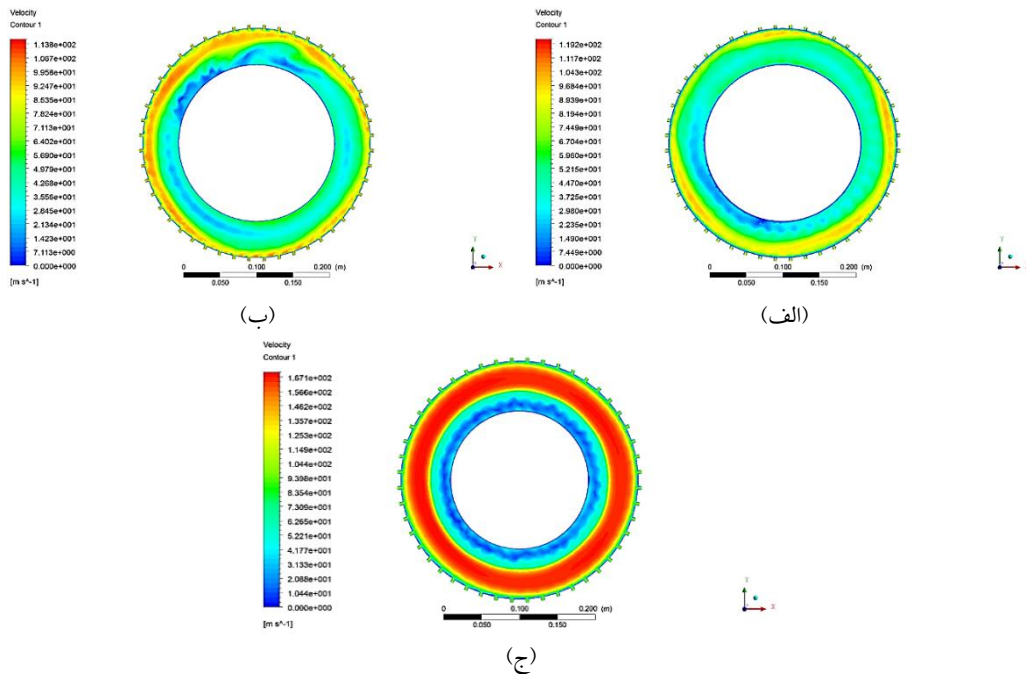 Velocity
Contour 1
1.138e+002
1.067e+002
9.958e+001
9.247e+001
8.535e+001
7.824e+001
7.113e+001
6.402e+001
5.690e+001
4.979e+001
4.268e+001
3.556e+001
2.845e+001
2.134e+001
1.423e+001
7.113e+000
0.000e+000
[m s^-1]
0 0.100 0.200 (m)
0.050 0.150
Y
X
(ب)
Velocity
Contour 1
1.192e+002
1.117e+002
1.043e+002
9.684e+001
8.939e+001
8.194e+001
7.449e+001
6.704e+001
5.960e+001
5.215e+001
4.470e+001
3.725e+001
2.980e+001
2.235e+001
1.490e+001
7.449e+000
0.000e+000
[m s^-1]
0 0.100 0.200 (m)
0.050 0.150
Y
X
(الف)
Velocity
Contour 1
1.671e+002
1.566e+002
1.462e+002
1.357e+002
1.253e+002
1.149e+002
1.044e+002
9.398e+001
8.354e+001
7.309e+001
6.265e+001
5.221e+001
4.177e+001
3.133e+001
2.088e+001
1.044e+001
0.000e+000
[m s^-1]
0 0.100 0.200 (m)
0.050 0.150
Y
X
(ج)